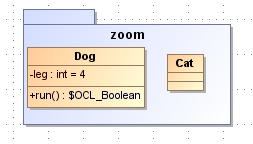 zoom
Dog
-leg : int = 4
+run() : $OCL_Boolean
Cat